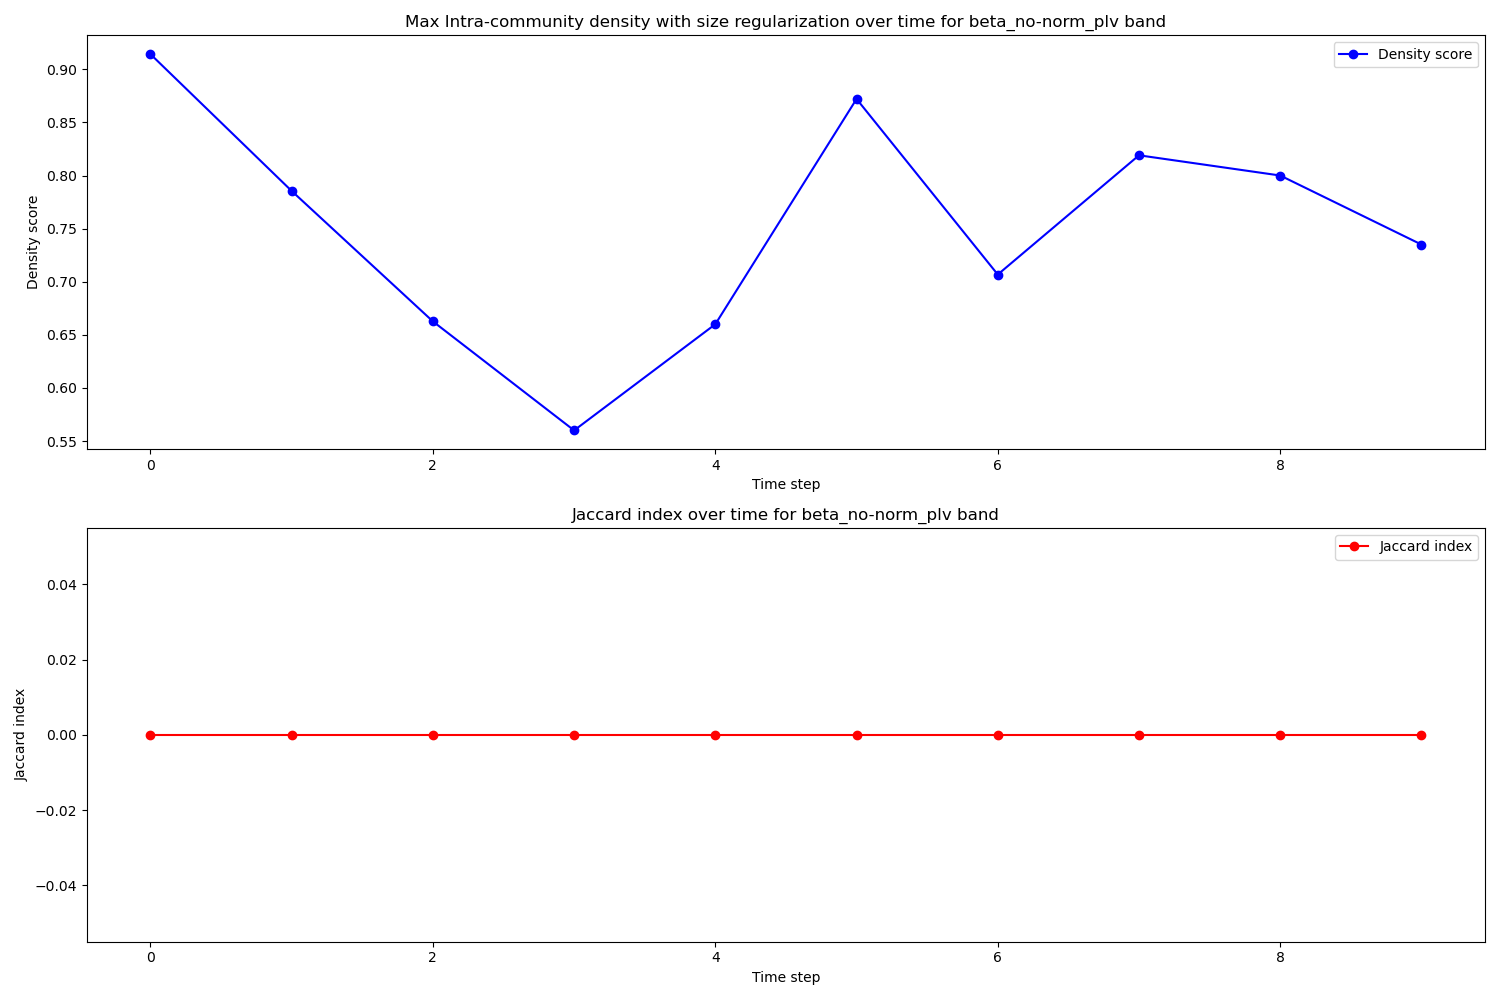 Max Intra-community density with size regularization over time for beta_no-norm_plv band
Density score
0.90
0.85
0.80
0.75
0.70
0.65
0.60
0.55
Density score
0 2 4 6 8
Time step
Jaccard index over time for beta_no-norm_plv band
Jaccard index
0.04
0.02
0.00
−0.02
−0.04
Jaccard index
0 2 4 6 8
Time step